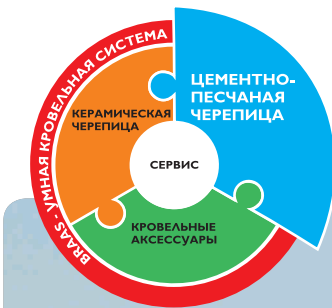 BRAAS - УМНАЯ КРОВЕЛЬНАЯ СИСТЕМА
ЦЕМЕНТНО-
ПЕСЧАНАЯ
ЧЕРЕПИЦА
КЕРАМИЧЕСКАЯ
ЧЕРЕПИЦА
СЕРВИС
КРОВЕЛЬНЫЕ
АКСЕССУАРЫ